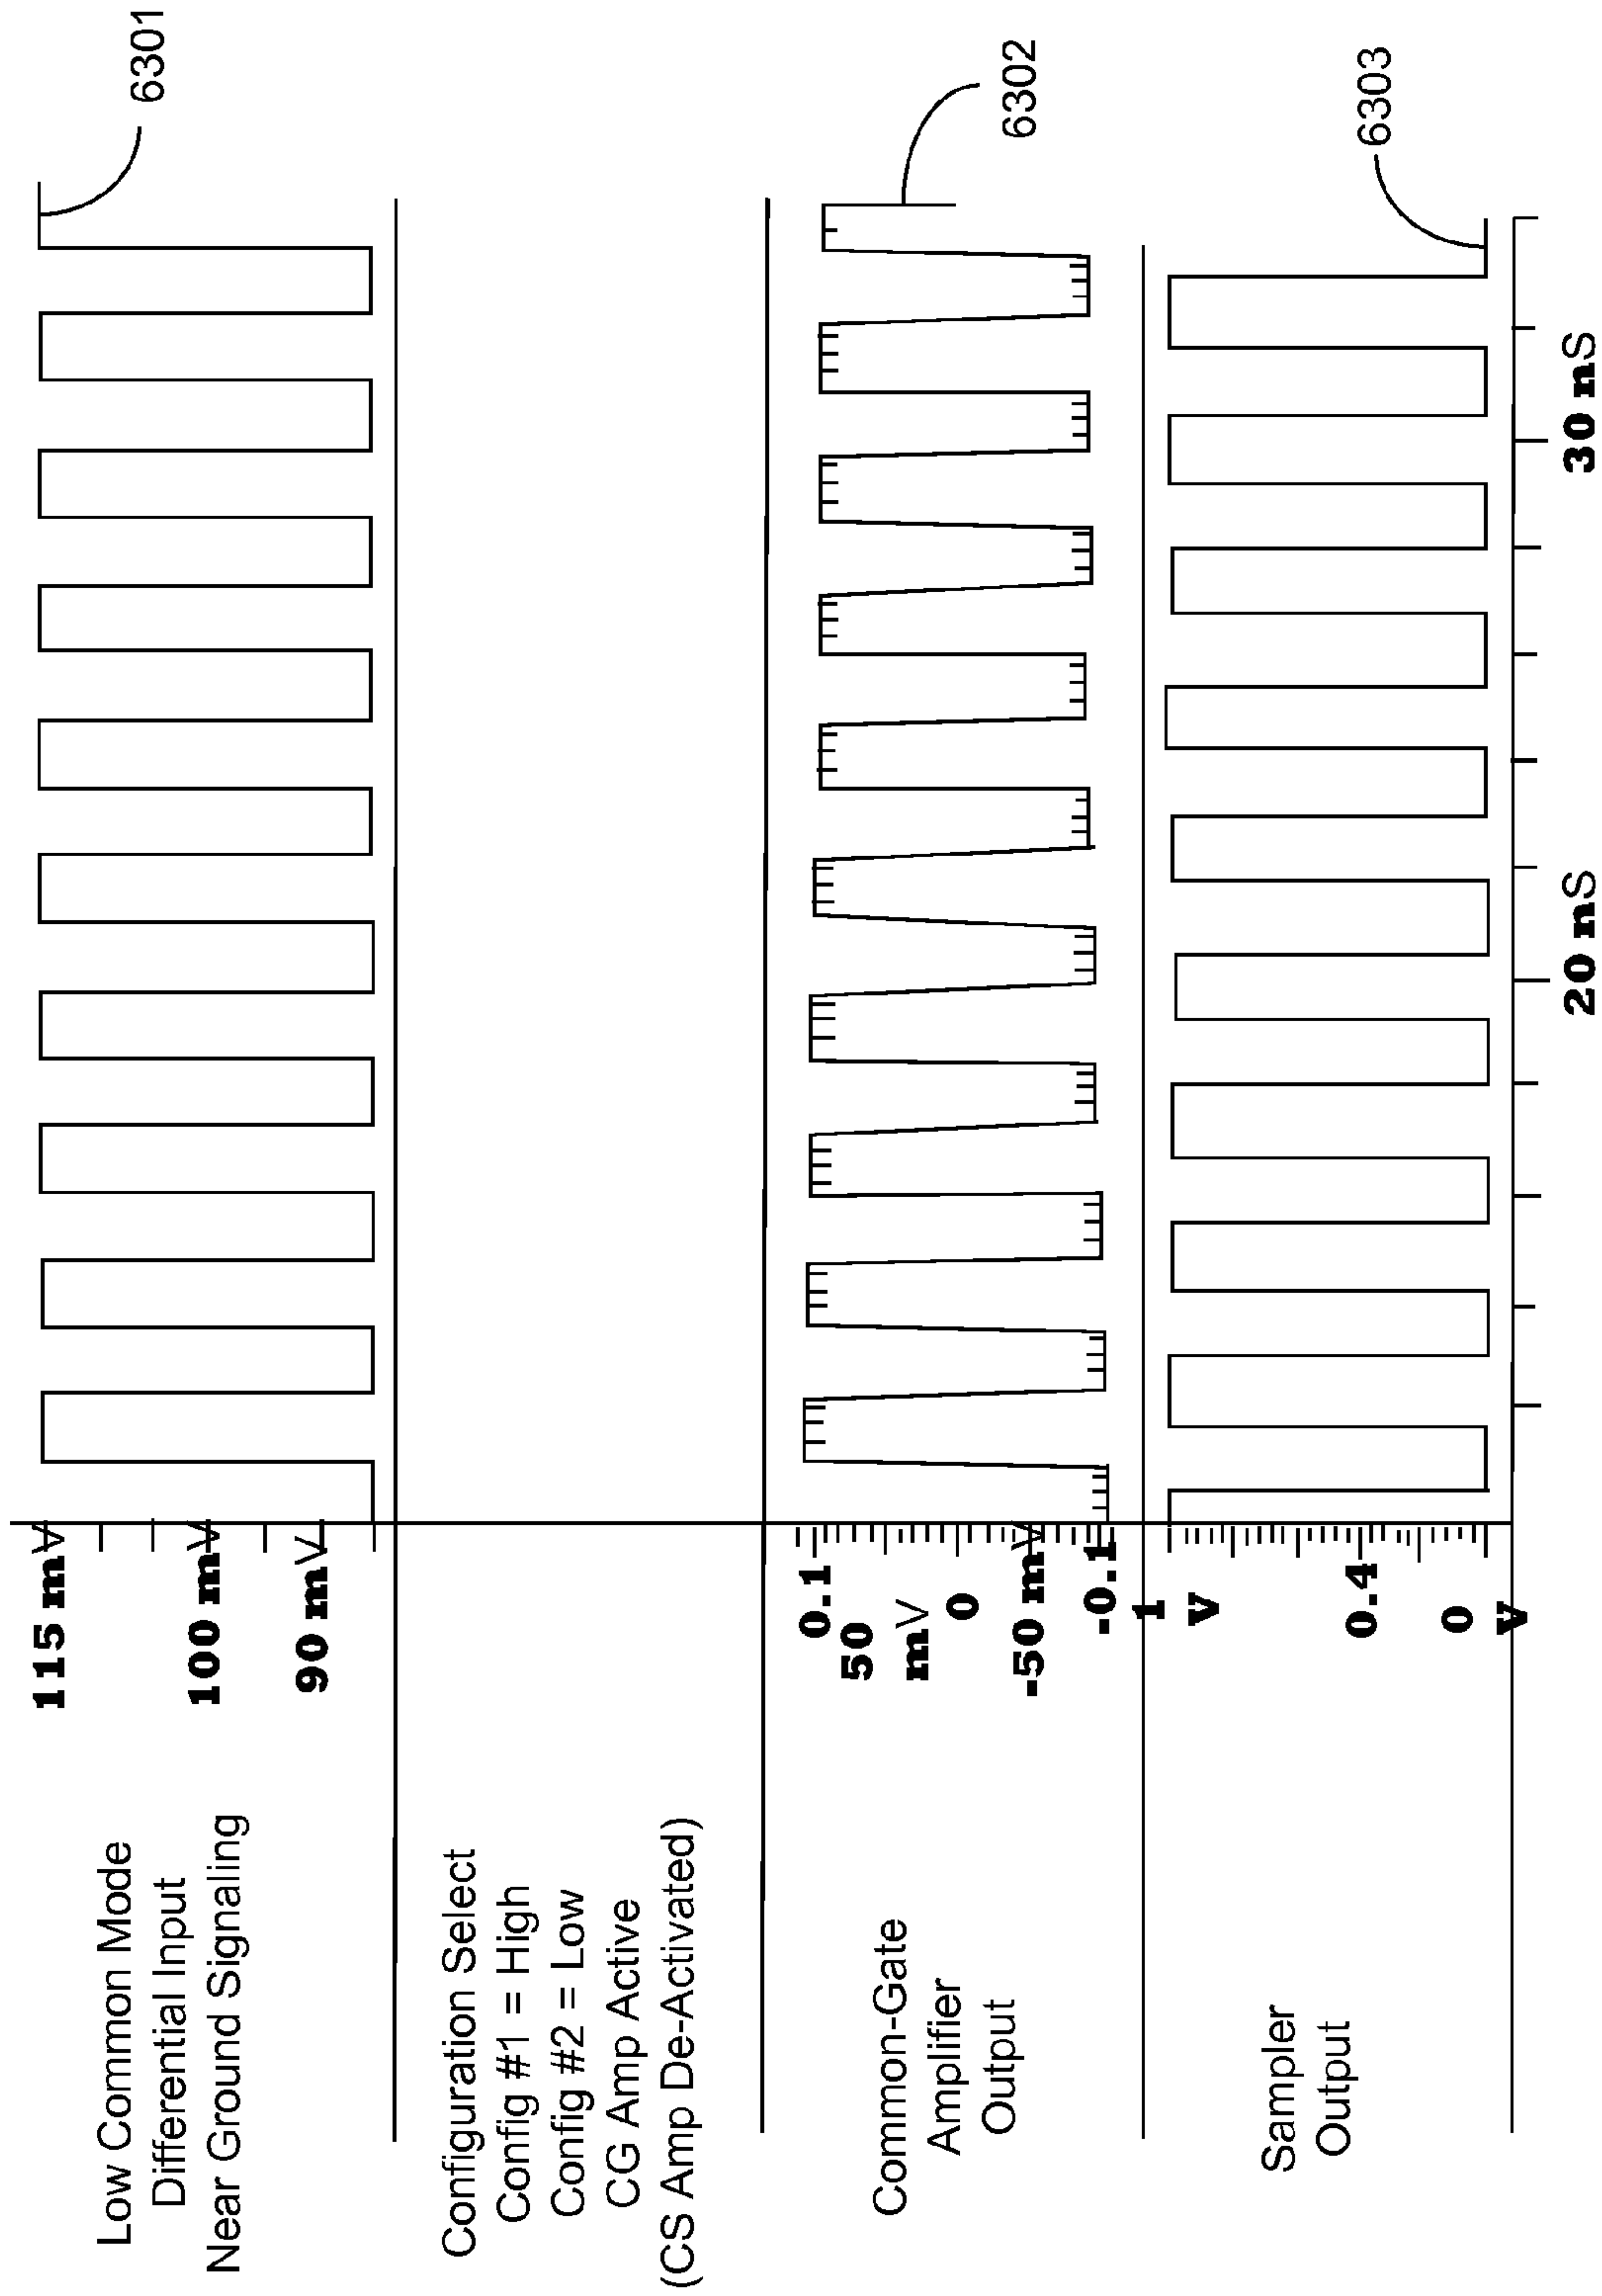 Low Common Mode
Differential Input
Near Ground Signaling
115 mV
100 mV
90 mV
6301
Configuration Select
Config #1 = High
Config #2 = Low
CG Amp Active
(CS Amp De-Activated)
Common-Gate
Amplifier
Output
0.1
50
mV
0
-50 mV
-0.1
6302
Sampler
Output
1
V
0.4
0
V
6303
20 nS
30 nS